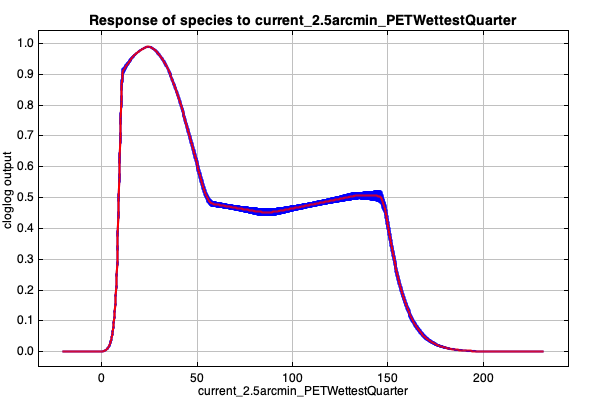 Response of species to current_2.5arcmin_PETWettestQuarter
1.0
0.9
0.8
0.7
0.6
0.5
0.4
0.3
0.2
0.1
0.0
cloglog output
0 50 100 150 200
current_2.5arcmin_PETWettestQuarter